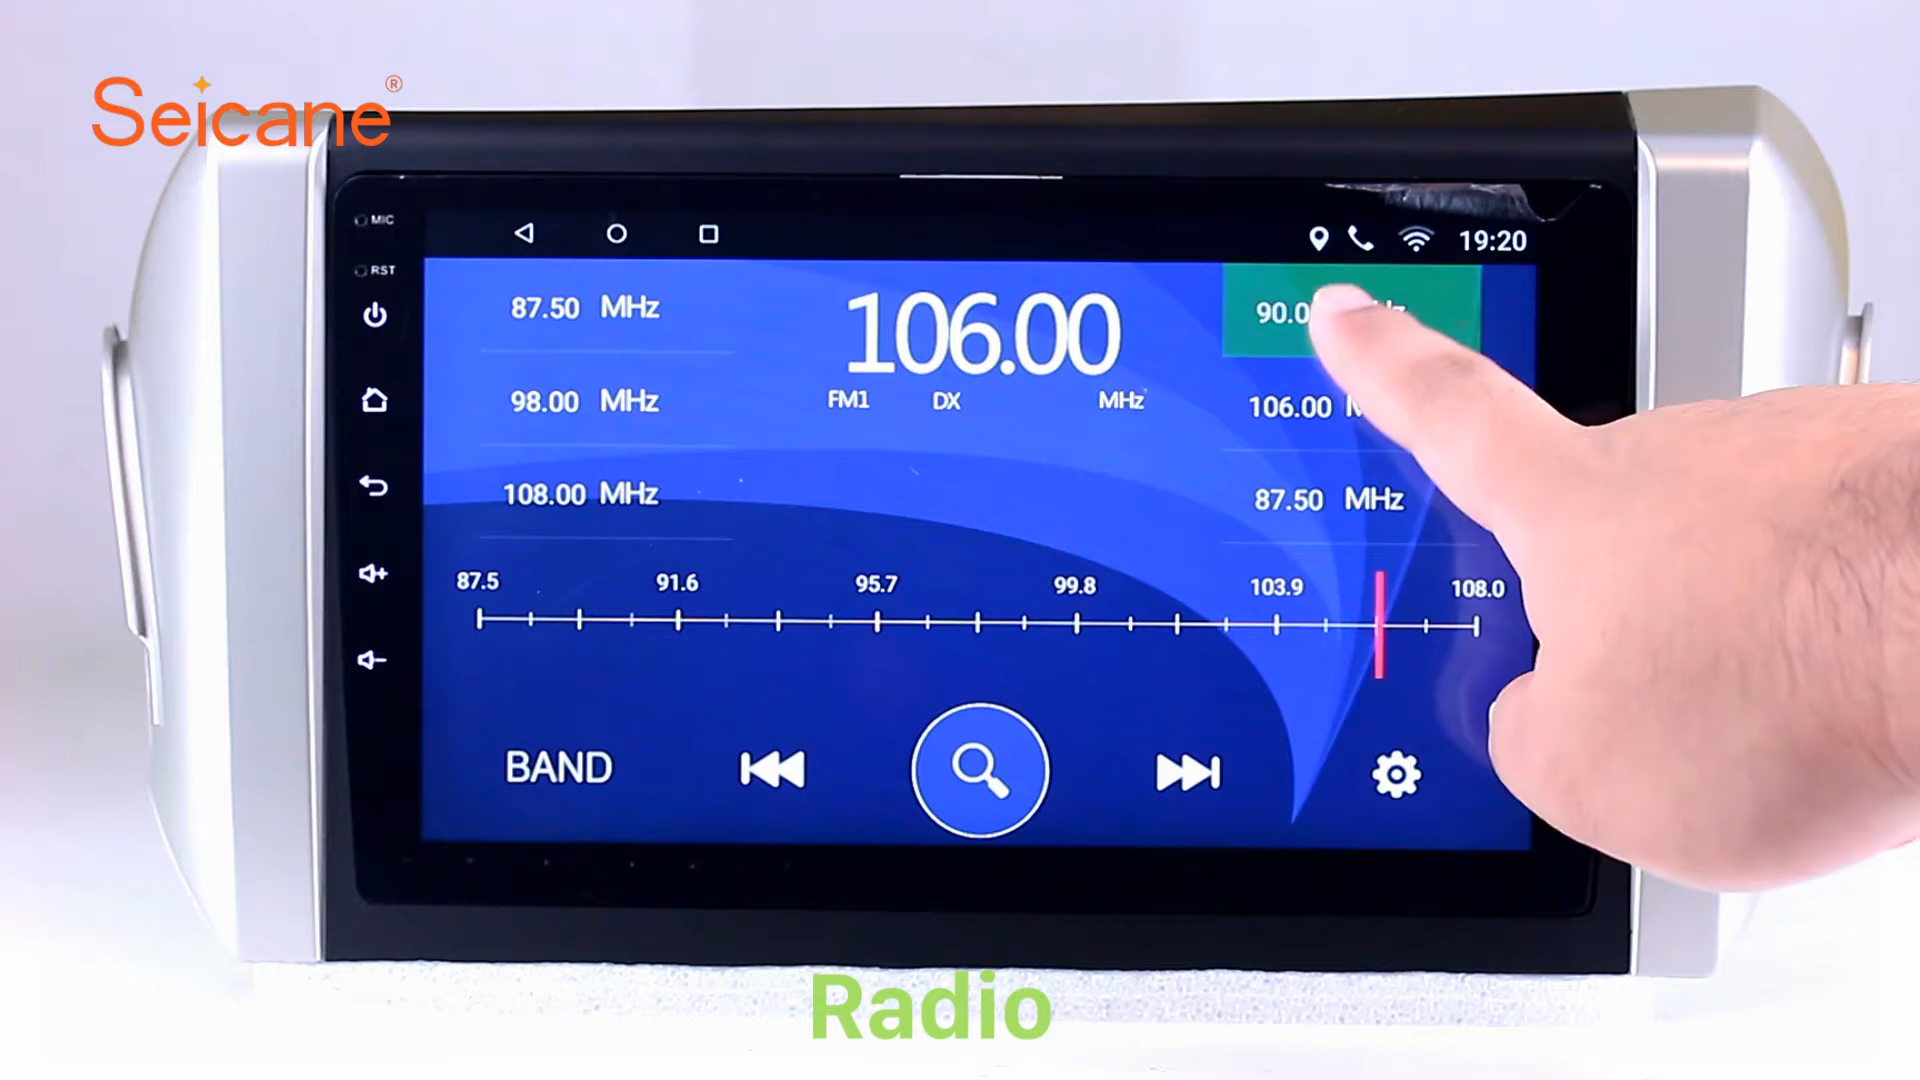 Seicane®
MIC
RST
19:20
87.50 MHz
98.00 MHz
108.00 MHz
106.00
FM1 DX MHz
106.00
87.50 MHz
87.5 91.6 95.7 99.8 103.9 108.0
BAND
Radio